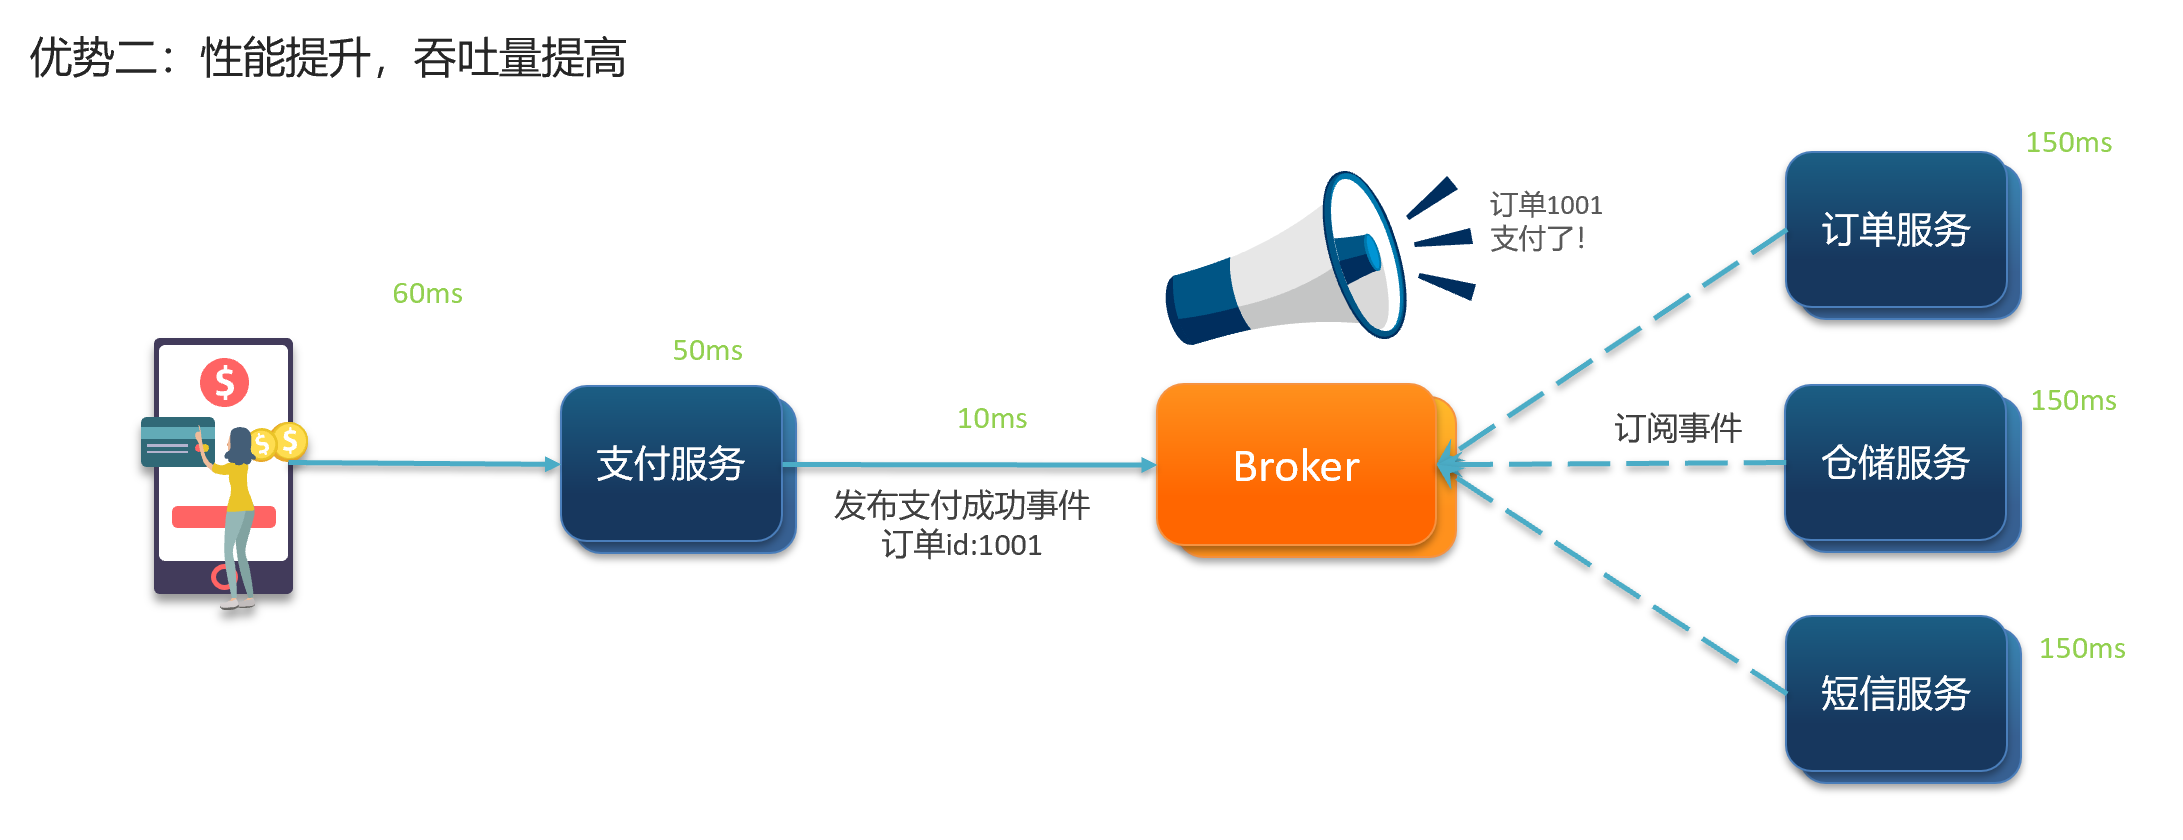 优势二：性能提升，吞吐量提高
150ms
订单1001
支付了！
订单服务
60ms
50ms
10ms
150ms
支付服务
Broker
订阅事件
仓储服务
发布支付成功事件
订单id:1001
150ms
短信服务
$
$
$